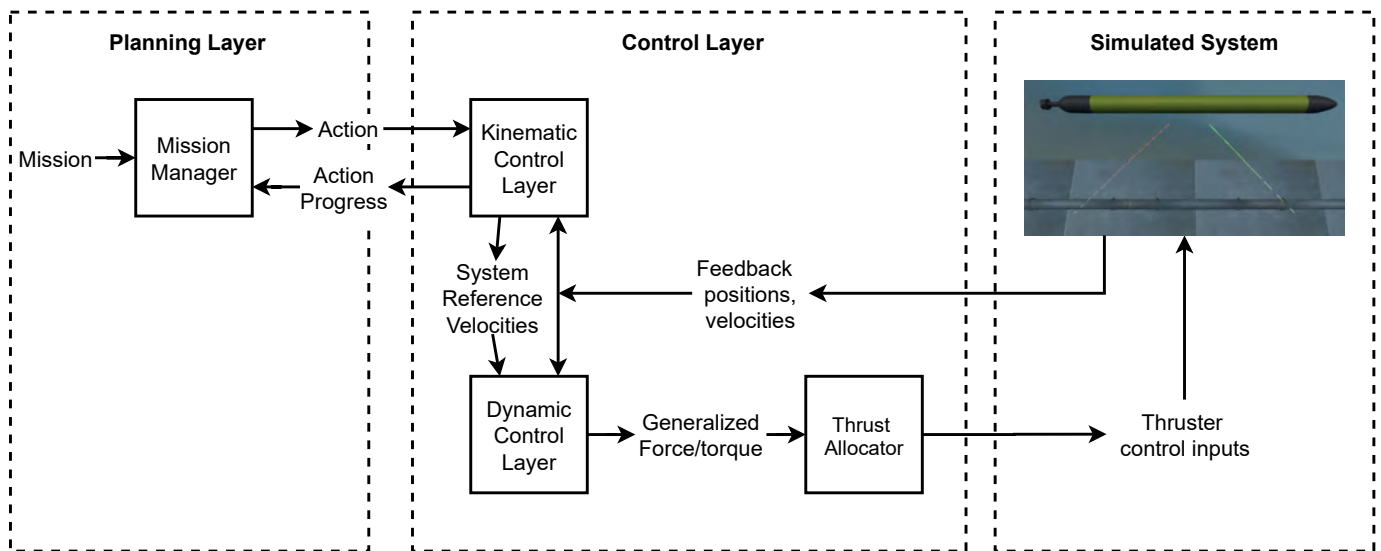 Planning Layer
Control Layer
Simulated System
Mission
Mission
Manager
Action
Action
Progress
Kinematic
Control
Layer
System
Reference
Velocities
Feedback
positions,
velocities
Dynamic
Control
Layer
Generalized
Force/torque
Thrust
Allocator
Thruster
control inputs